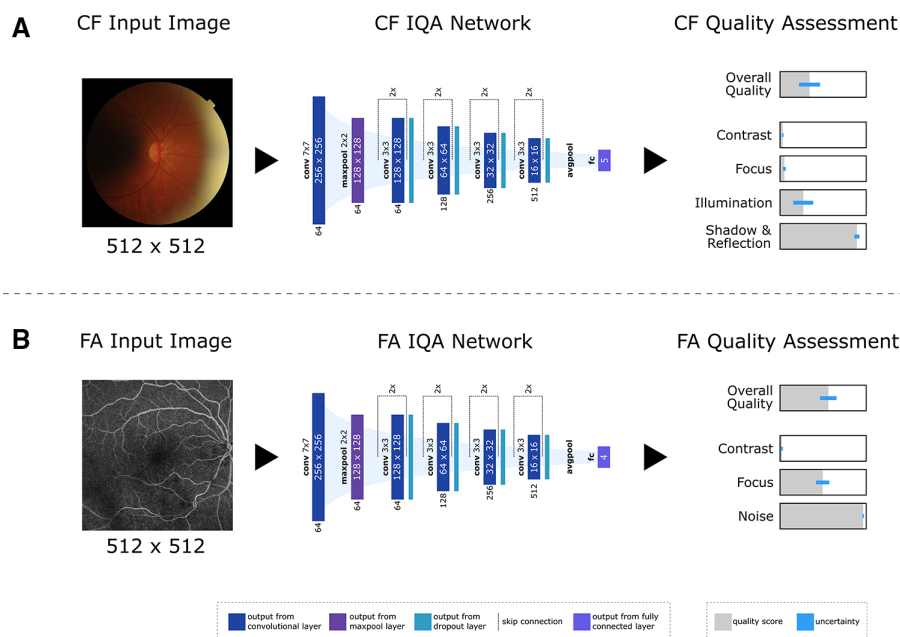 A
CF Input Image
CF IQA Network
CF Quality Assessment
512 x 512
conv 7x7
256 x 256
64
maxpool 2x2
128 x 128
64
conv 3x3
128 x 128
64
2x
conv 3x3
64 x 64
128
2x
conv 3x3
32 x 32
256
2x
conv 3x3
16 x 16
512
2x
avgpool
fc
5
Overall
Quality
Contrast
Focus
Illumination
Shadow &
Reflection
B
FA Input Image
FA IQA Network
FA Quality Assessment
512 x 512
conv 7x7
256 x 256
64
maxpool 2x2
128 x 128
64
conv 3x3
128 x 128
64
2x
conv 3x3
64 x 64
128
2x
conv 3x3
32 x 32
256
2x
conv 3x3
16 x 16
512
2x
avgpool
fc
4
Overall
Quality
Contrast
Focus
Noise
output from
convolutional layer
output from
maxpool layer
output from
dropout layer
skip connection
output from fully
connected layer
quality score
uncertainty